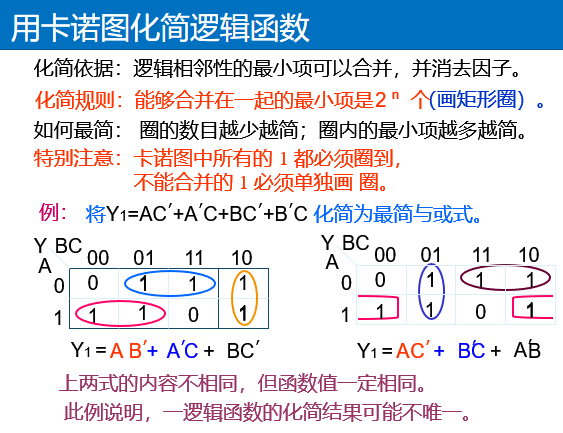 用卡诺图化简逻辑函数
化简依据：逻辑相邻性的最小项可以合并，并消去因子。
化简规则：能够合并在一起的最小项是2ⁿ 个(画矩形圈）。
如何最简： 圈的数目越少越简；圈内的最小项越多越简。
特别注意：卡诺图中所有的 1 都必须圈到，
不能合并的 1 必须单独画 圈。
例： 将Y₁=AC′+A′C+BC′+B′C 化简为最简与或式。
Y BC
A
00 01 11 10
0 0 1 1 1
1 1 1 0 1
Y₁ = A B′+ A′C + BC′
Y BC
A
00 01 11 10
0 0 1 1 1
1 1 1 0 1
Y₁ = AC′ + B′C + A′B
上两式的内容不相同，但函数值一定相同。
此例说明，一逻辑函数的化简结果可能不唯一。